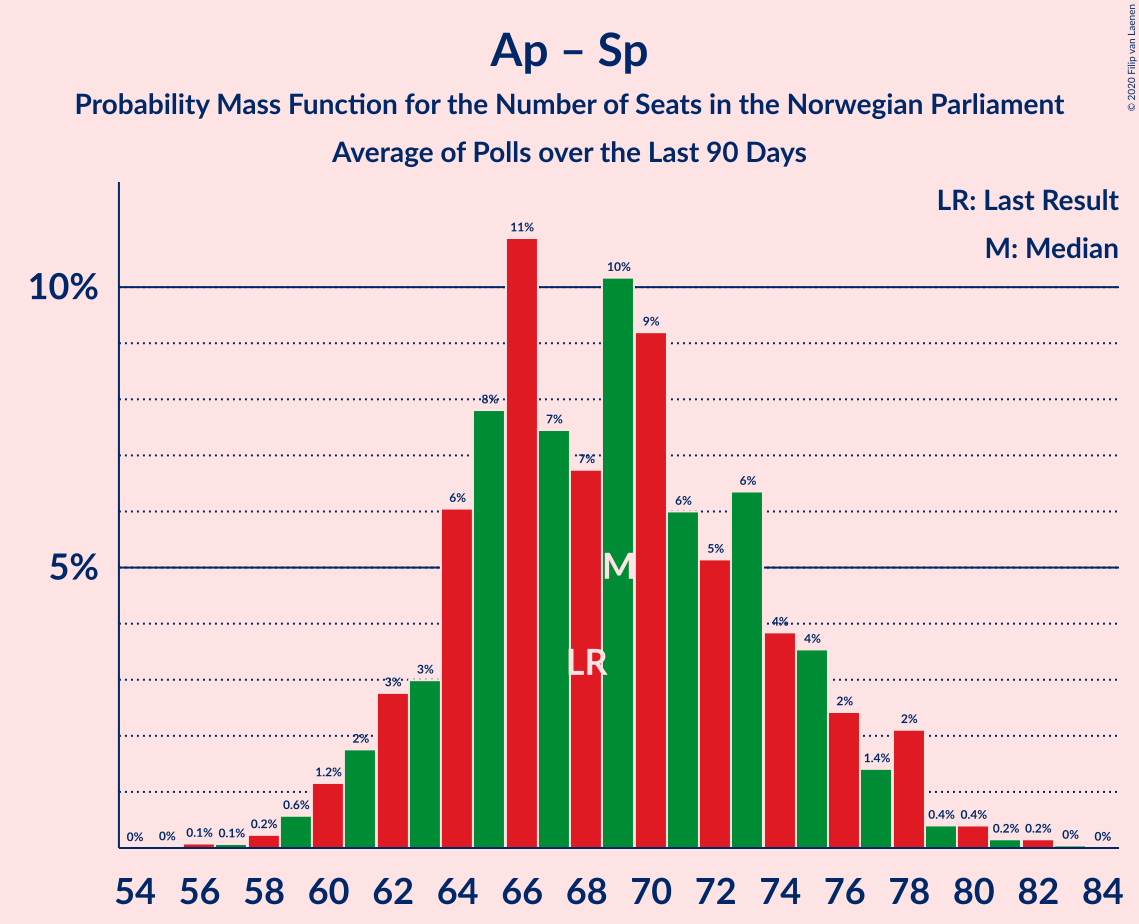 © 2020 Filip van Laenen
Ap – Sp
Probability Mass Function for the Number of Seats in the Norwegian Parliament
Average of Polls over the Last 90 Days
LR: Last Result
M: Median
10%
5%
0% 0% 0.1% 0.1% 0.2% 0.6% 1.2% 2% 3% 3% 6% 8% 11% 7% 7% 10% 9% 6% 5% 6% 4% 4% 2% 1.4% 2% 0.4% 0.4% 0.2% 0.2% 0% 0%
M
LR
54 56 58 60 62 64 66 68 70 72 74 76 78 80 82 84